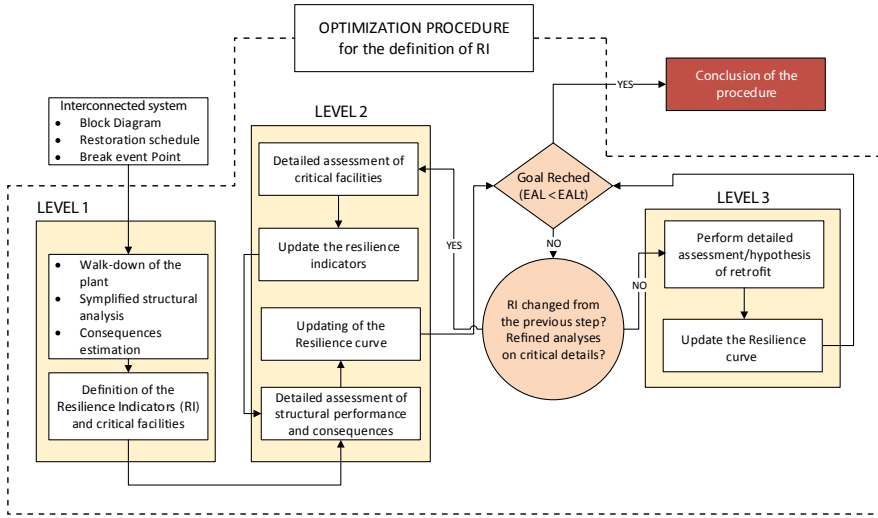 OPTIMIZATION PROCEDURE
for the definition of RI
Conclusion of the
procedure
YES
Interconnected system
• Block Diagram
• Restoration schedule
• Break event Point
LEVEL 1
• Walk-down of the
plant
• Symplified structural
analysis
• Consequences
estimation
Definition of the
Resilience Indicators (RI)
and critical facilities
LEVEL 2
Detailed assessment of
critical facilities
Update the resilience
indicators
Updating of the
Resilience curve
Detailed assessment of
structural performance
and consequences
YES
Goal Reched
(EAL < EALt)
NO
RI changed from
the previous step?
Refined analyses
on critical details?
NO
LEVEL 3
Perform detailed
assessment/hypothesis
of retrofit
Update the Resilience
curve